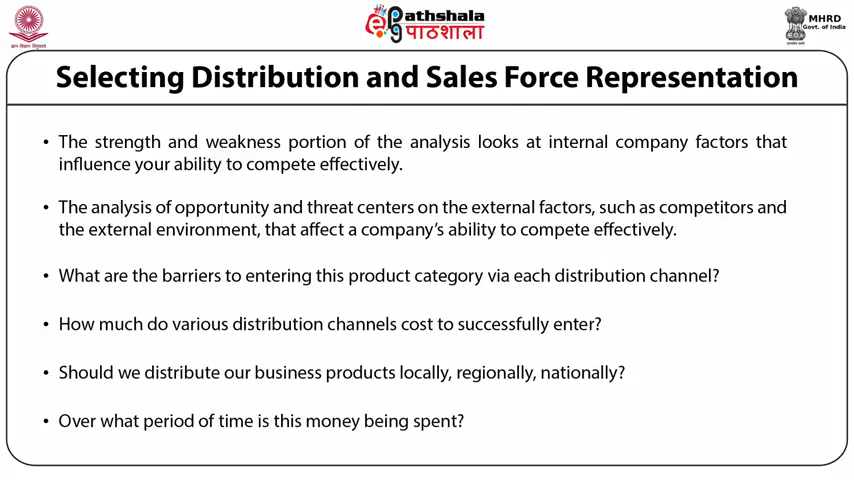 ePathshala
पाठशाला
MHRD
Govt. of India
Selecting Distribution and Sales Force Representation
• The strength and weakness portion of the analysis looks at internal company factors that
influence your ability to compete effectively.
• The analysis of opportunity and threat centers on the external factors, such as competitors and
the external environment, that affect a company’s ability to compete effectively.
• What are the barriers to entering this product category via each distribution channel?
• How much do various distribution channels cost to successfully enter?
• Should we distribute our business products locally, regionally, nationally?
• Over what period of time is this money being spent?